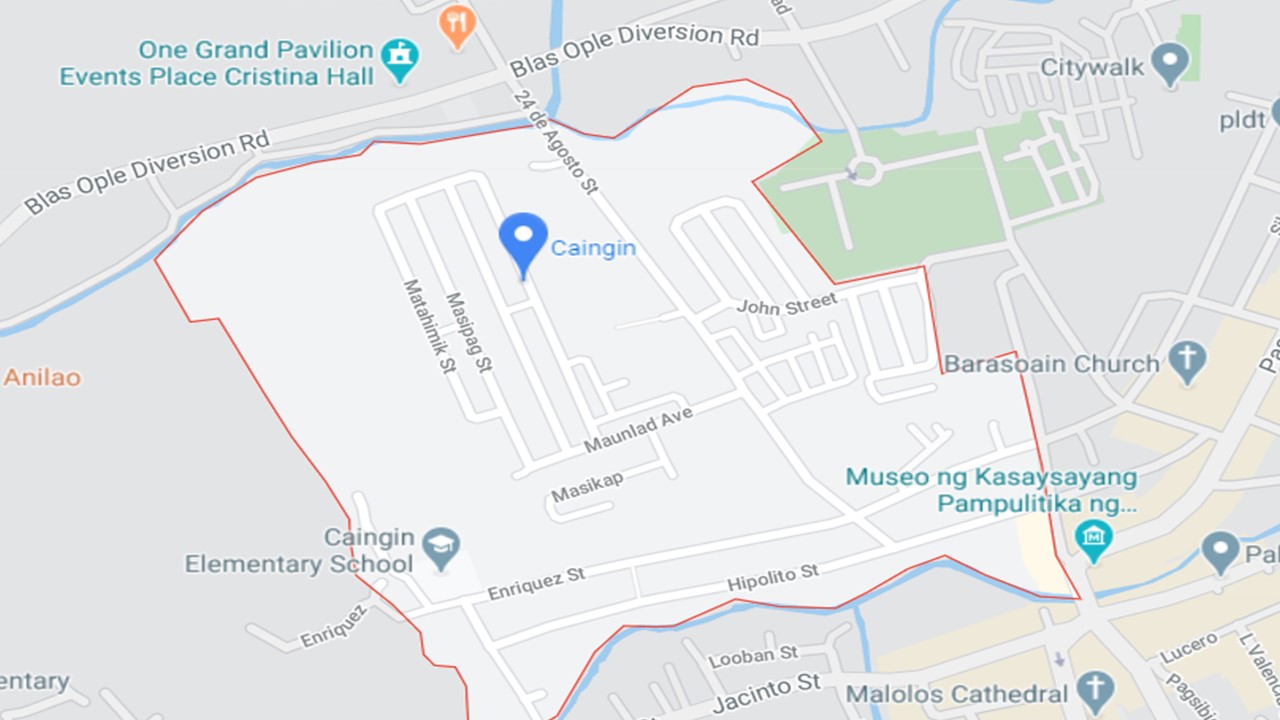 One Grand Pavilion
Events Place Cristina Hall
Blas Ople Diversion Rd
Citywalk
pldt
24 de Agosto St
Blas Ople Diversion Rd
Caingin
Matahimik St
Masipag St
John Street
Anilao
Barasoain Church
Maunlad Ave
Masikap
Museo ng Kasaysayang
Pampulitika ng...
Caingin
Elementary School
Enriquez St
Hipolito St
Enriquez
Looban St
Jacinto St
Lucero
Malolos Cathedral